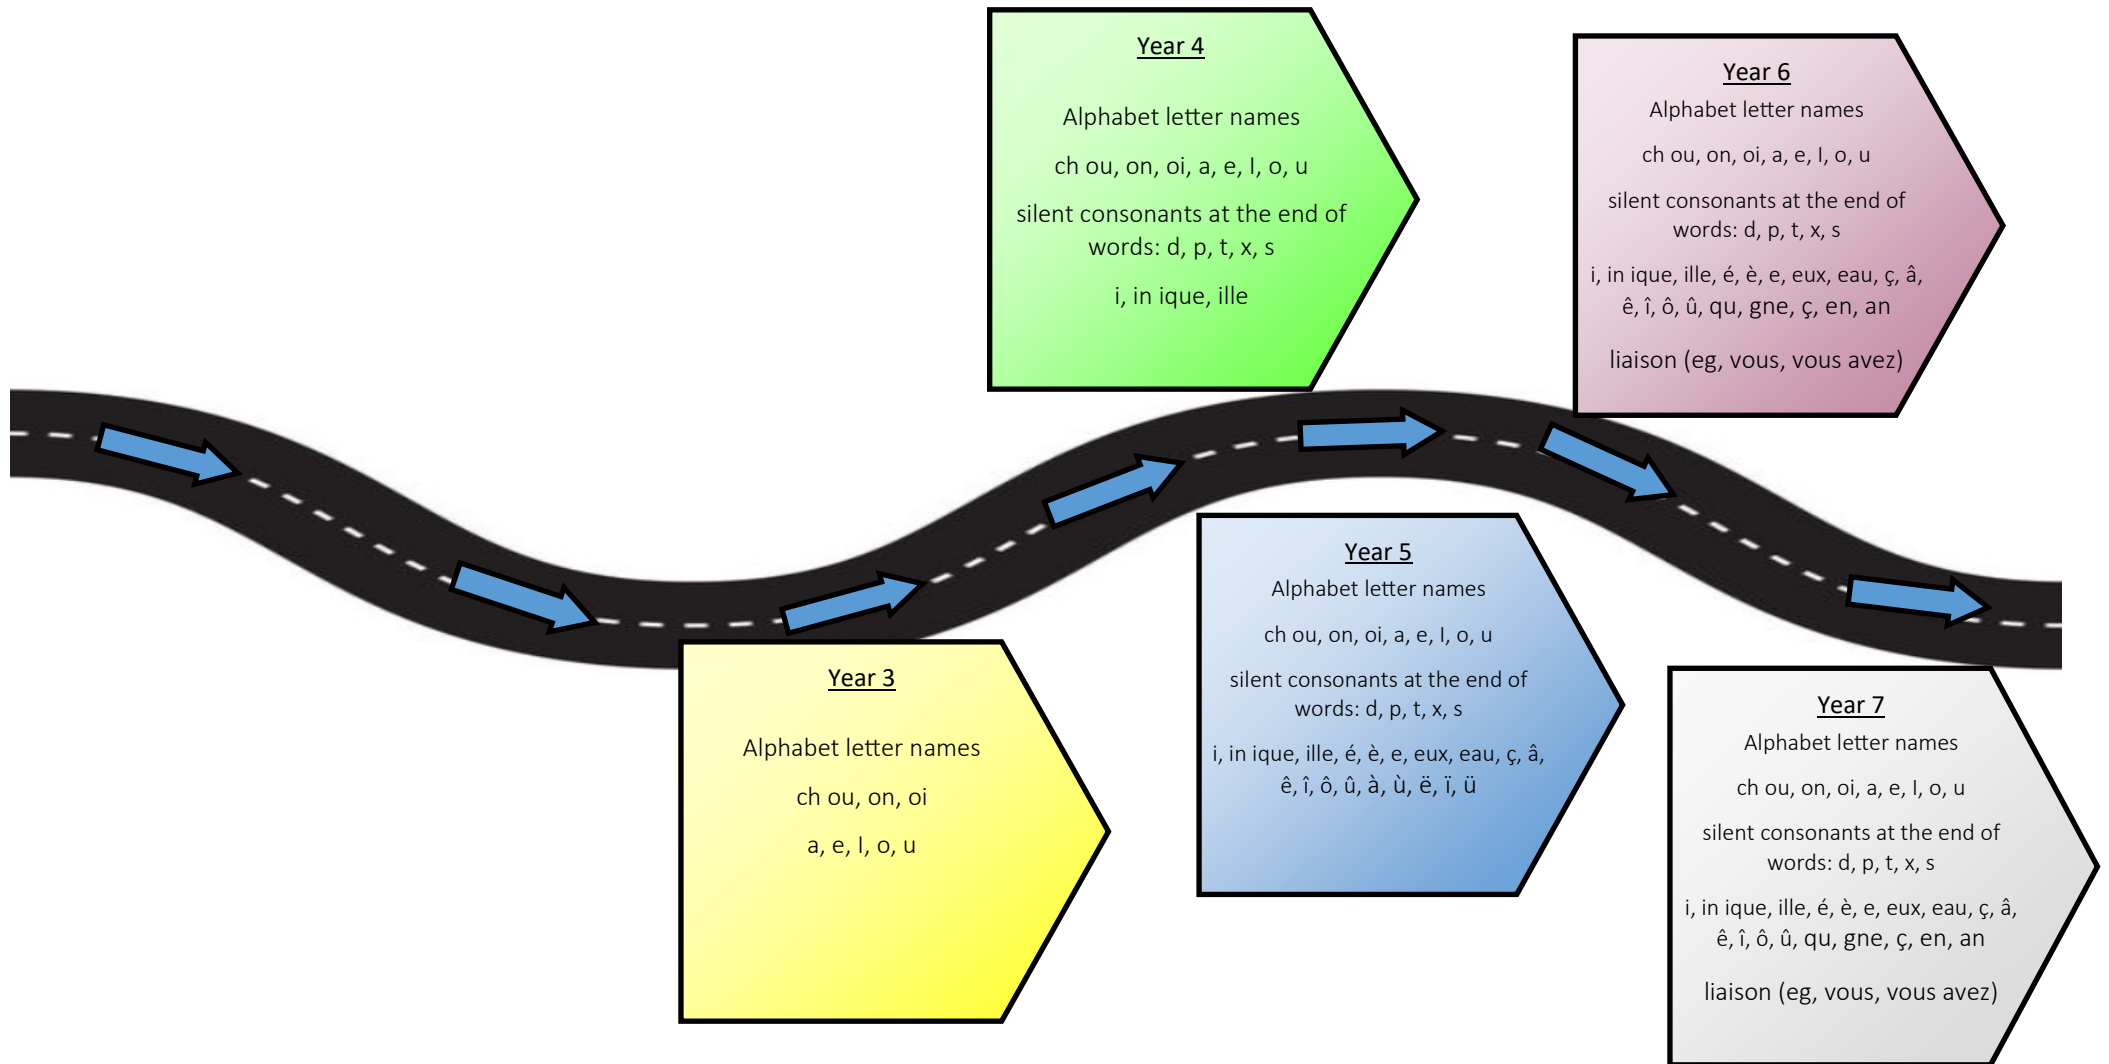 Year 4
Alphabet letter names
ch ou, on, oi, a, e, I, o, u
silent consonants at the end of
words: d, p, t, x, s
i, in ique, ille
Year 6
Alphabet letter names
ch ou, on, oi, a, e, I, o, u
silent consonants at the end of
words: d, p, t, x, s
i, in ique, ille, é, è, e, eux, eau, ç, â,
ê, î, ô, û, qu, gne, ç, en, an
liaison (eg, vous, vous avez)
Year 3
Alphabet letter names
ch ou, on, oi
a, e, I, o, u
Year 5
Alphabet letter names
ch ou, on, oi, a, e, I, o, u
silent consonants at the end of
words: d, p, t, x, s
i, in ique, ille, é, è, e, eux, eau, ç, â,
ê, î, ô, û, à, ù, ë, ï, ü
Year 7
Alphabet letter names
ch ou, on, oi, a, e, I, o, u
silent consonants at the end of
words: d, p, t, x, s
i, in ique, ille, é, è, e, eux, eau, ç, â,
ê, î, ô, û, qu, gne, ç, en, an
liaison (eg, vous, vous avez)